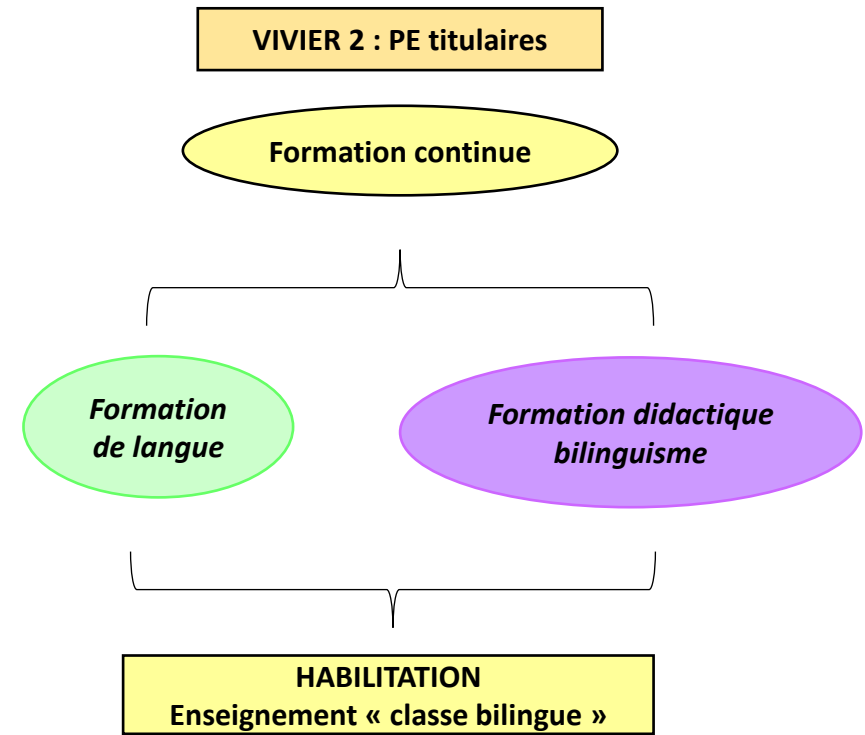 VIVIER 2 : PE titulaires
Formation continue
Formation
de langue
Formation didactique
bilinguisme
HABILITATION
Enseignement « classe bilingue »